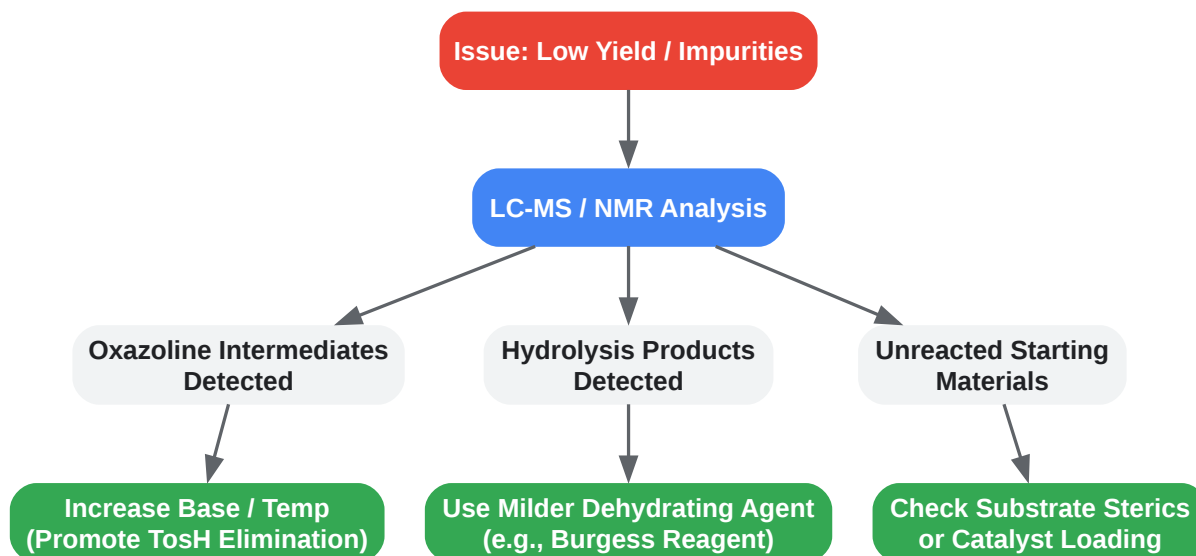 Issue: Low Yield / Impurities
LC-MS / NMR Analysis
Oxazoline Intermediates
Detected
Hydrolysis Products
Detected
Unreacted Starting
Materials
Increase Base / Temp
(Promote TosH Elimination)
Use Milder Dehydrating Agent
(e.g., Burgess Reagent)
Check Substrate Sterics
or Catalyst Loading